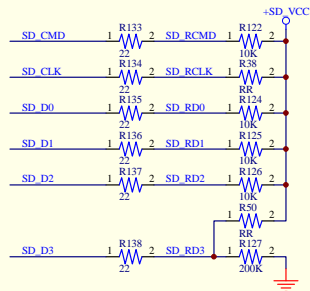 +SD_VCC
R133 R122
SD_CMD 1 2 SD_RCMD 1 2
22 10K
R134 R38
SD_CLK 1 2 SD_RCLK 1 2
22 RR
R135 R124
SD_D0 1 2 SD_RD0 1 2
22 10K
R136 R125
SD_D1 1 2 SD_RD1 1 2
22 10K
R137 R126
SD_D2 1 2 SD_RD2 1 2
22 10K
R50
1 2
RR
R138 R127
SD_D3 1 2 SD_RD3 1 2
22 200K